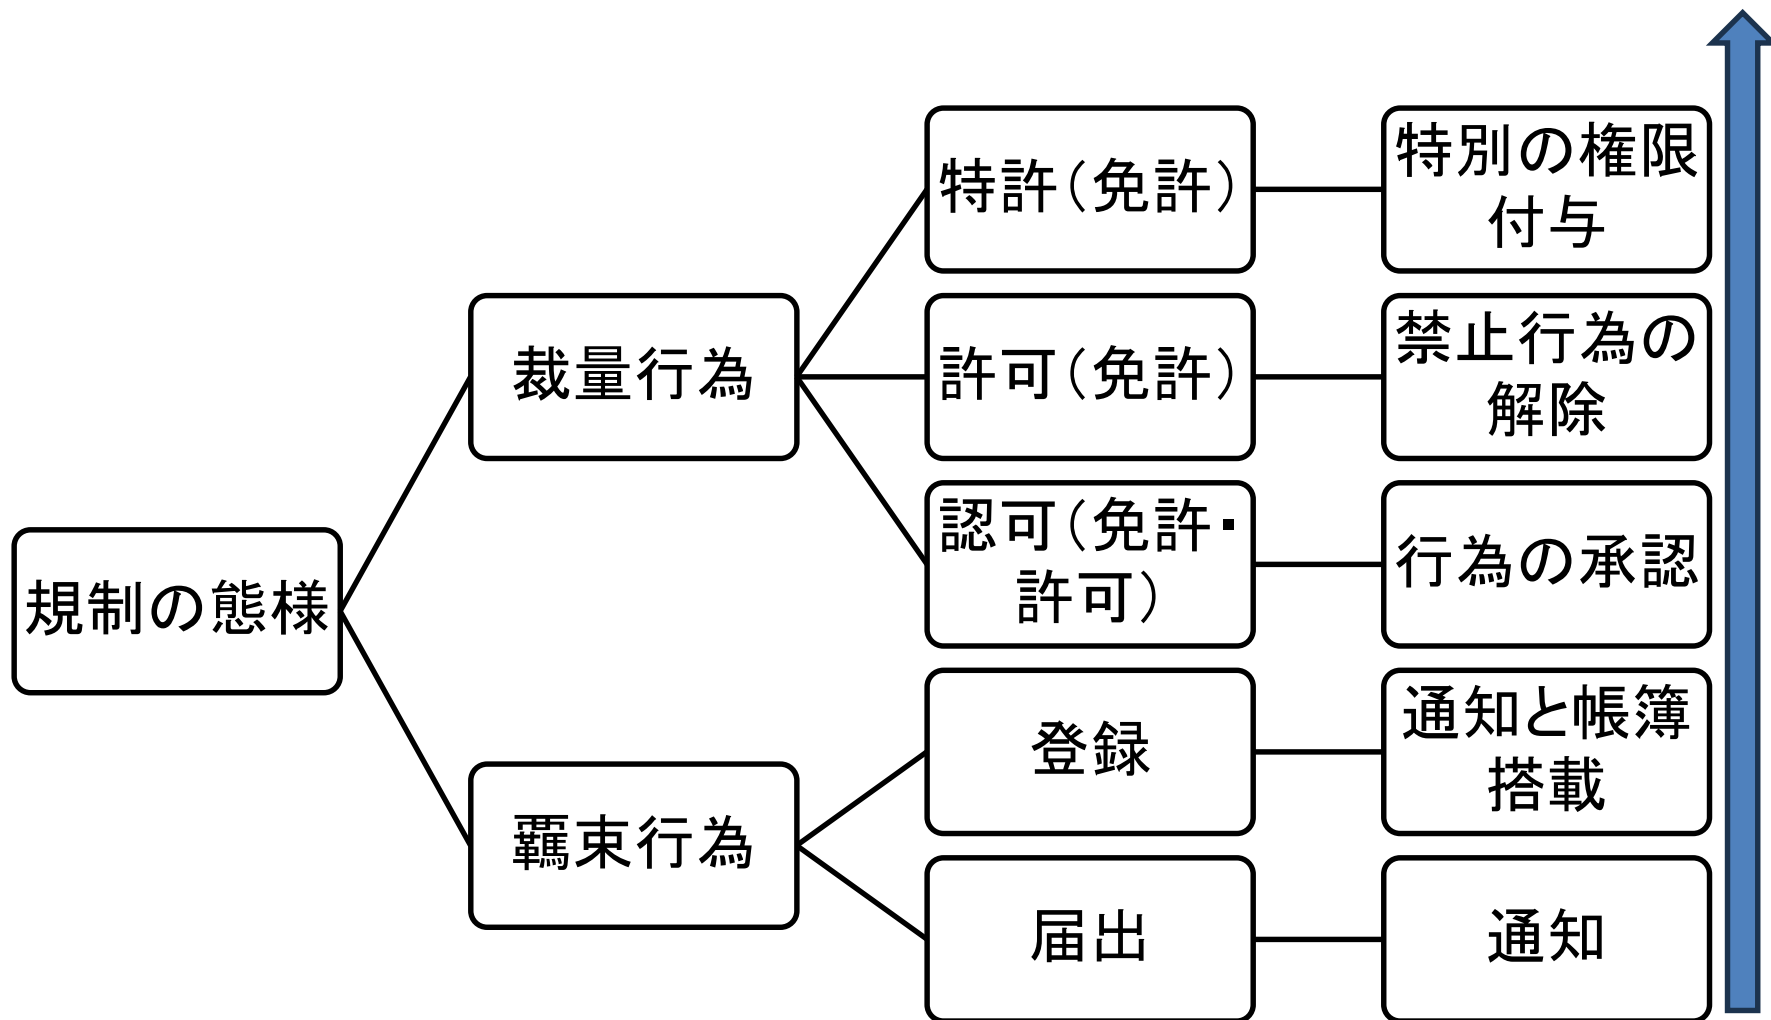 規制の態様
裁量行為
特許（免許）
特別の権限
付与
許可（免許）
禁止行為の
解除
認可（免許・
許可）
行為の承認
羈束行為
登録
通知と帳簿
搭載
届出
通知